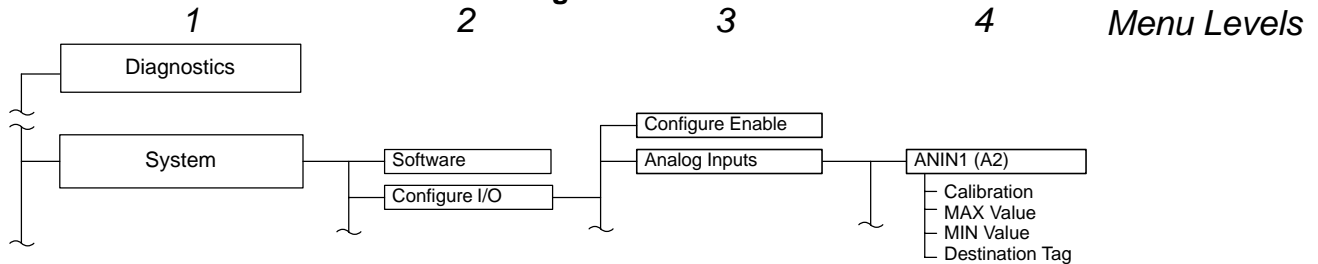 1 2 3 4 Menu Levels
Diagnostics
Configure Enable
System Software Analog Inputs ANIN1 (A2)
Configure I/O Calibration
MAX Value
MIN Value
Destination Tag